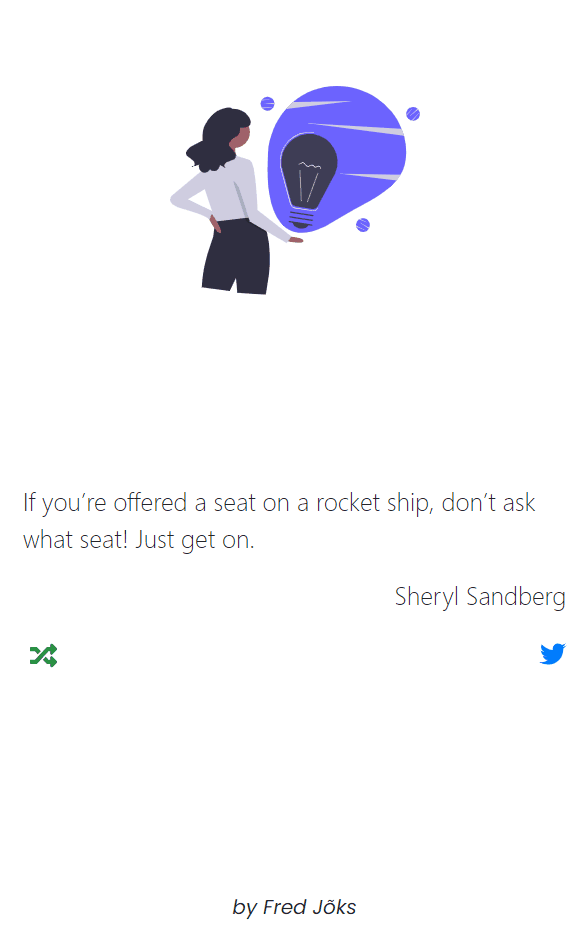 If you’re offered a seat on a rocket ship, don’t ask
what seat! Just get on.
Sheryl Sandberg
by Fred Jõks